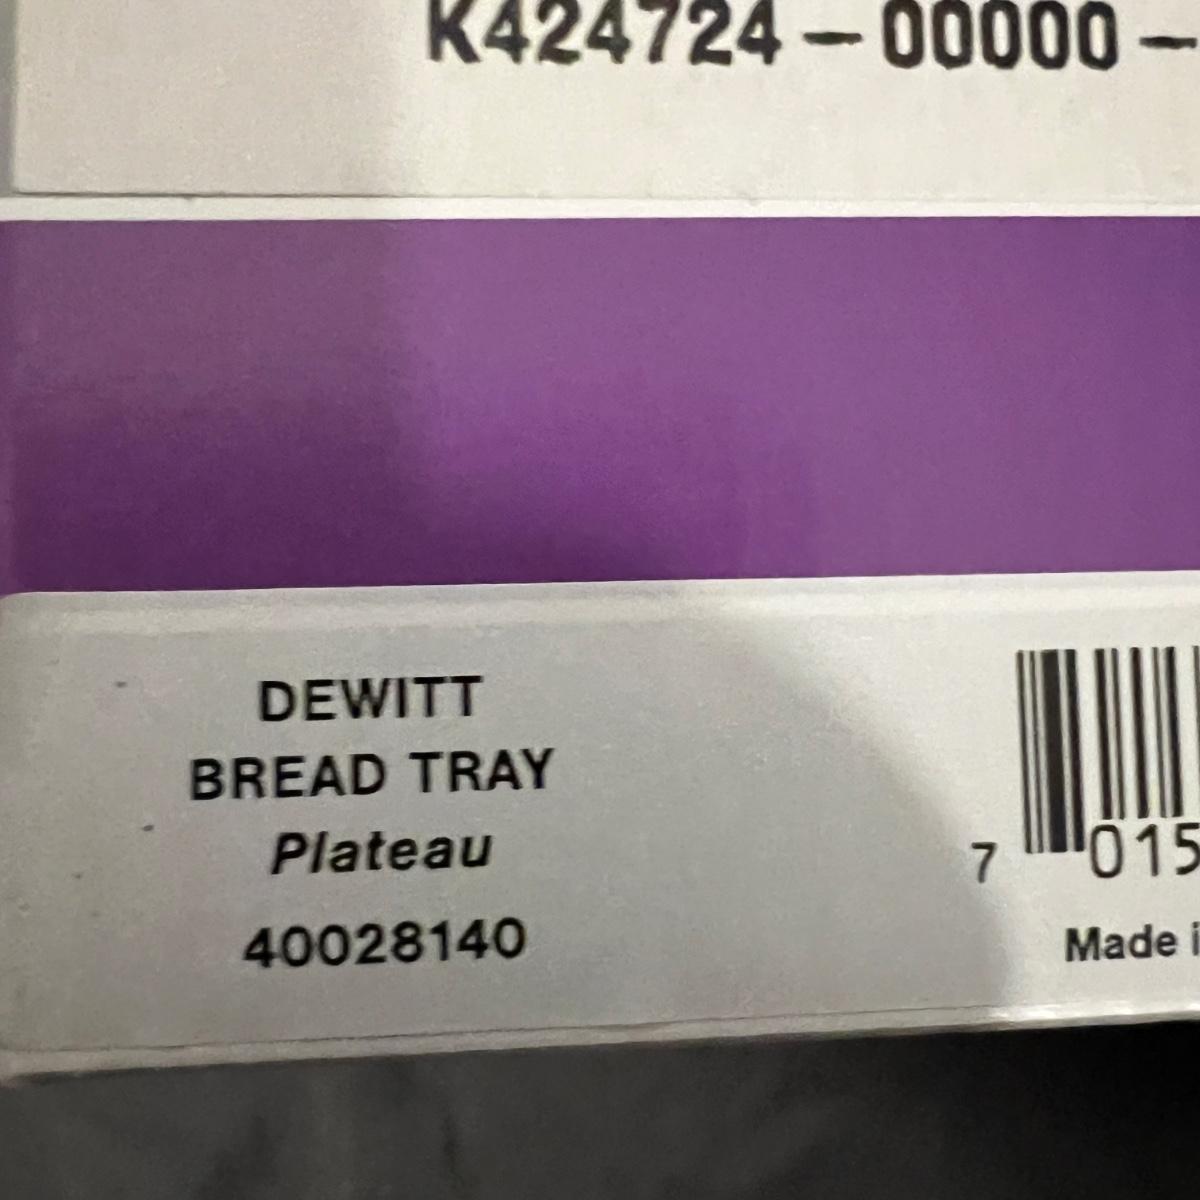 K424724-00000-
DEWITT
BREAD TRAY
Plateau
40028140
7 015
Made i